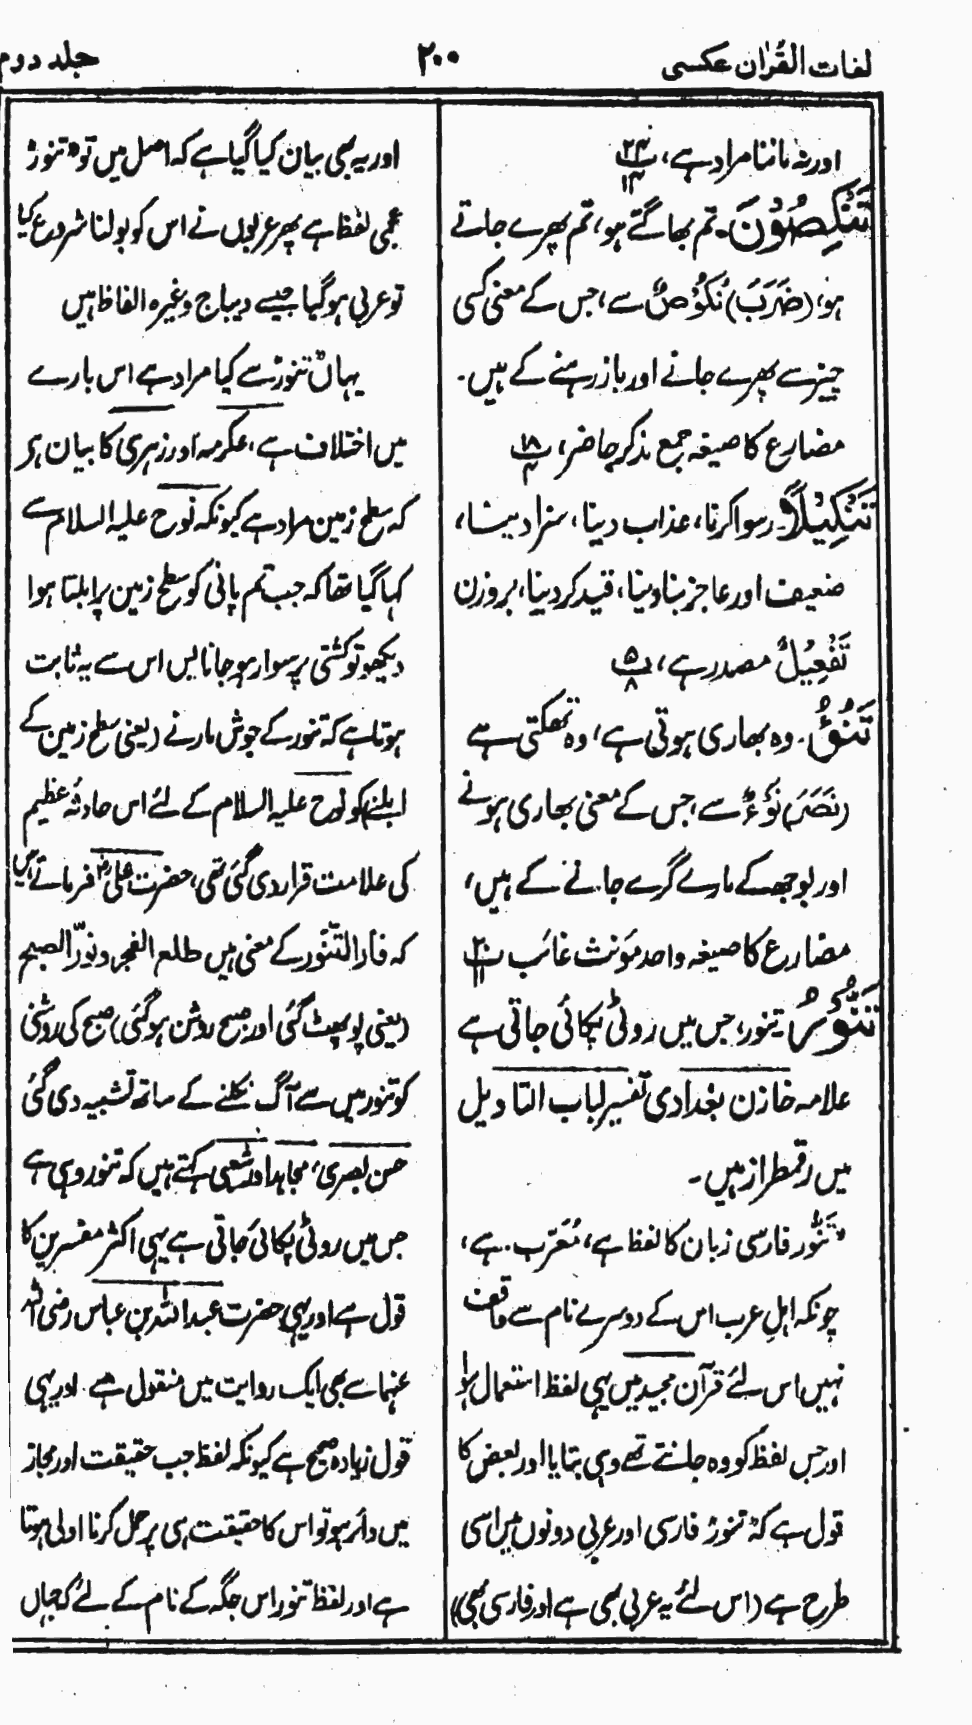 لغات القرآن عکسی
۲۰۰
جلد دوم
اور نہ ماننا مراد ہے، ۲۴ پ ۱۴
تَنْکِصُوْنَ۔ تم بھاگتے ہو، تم پھرے جاتے
ہو، (ضَرَبَ) نُکُوْصٌ سے، جس کے معنی کسی
چیز سے پھرے جانے اور باز رہنے کے ہیں۔
مضارع کا صیغہ جمع مذکر حاضر، ۱۸ پ ۴
تَنْکِیْلًا۔ رسوا کرنا، عذاب دینا، سزا دینا،
ضعیف اور عاجز بنا دینا، قید کر دینا، بروزن
تَفْعِیْلٌ مصدر ہے، ۵ پ ۸
تَنُوْٓءُ۔ وہ بھاری ہوتی ہے، وہ تھکتی ہے
(نَصَرَ) نَوْءٌ سے، جس کے معنی بھاری ہونے
اور بوجھ کے مارے گرے جانے کے ہیں،
مضارع کا صیغہ واحد مؤنث غائب ۲۰ پ ۱۱
تَنُّوْرُ تنور، جس میں روٹی پکائی جاتی ہے
علامہ خازن بغدادی تفسیر لباب التاویل
میں رقمطراز ہیں۔
"تَنُّور فارسی زبان کا لفظ ہے، مُعَرّب ہے،
چونکہ اہلِ عرب اس کے دوسرے نام سے واقف
نہیں اس لئے قرآن مجید میں یہی لفظ استعمال ہوا
اور جس لفظ کو وہ جانتے تھے وہی بتایا اور بعض کا
قول ہے کہ تنور فارسی اور عربی دونوں میں اسی
طرح ہے (اس لئے یہ عربی بھی ہے اور فارسی بھی)
اور یہ بھی بیان کیا گیا ہے کہ اصل میں تو "تنور"
عجمی لفظ ہے پھر عربوں نے اس کو بولنا شروع کیا
تو عربی ہو گیا جیسے دیباج وغیرہ الفاظ ہیں
یہاں تنور سے کیا مراد ہے اس بارے
میں اختلاف ہے، عکرمہ اور زہری کا بیان ہے
کہ سطح زمین مراد ہے کیونکہ نوح علیہ السلام سے
کہا گیا تھا کہ جب تم پانی کو سطح زمین پر ابلتا ہوا
دیکھو تو کشتی پر سوار ہو جانا پس اس سے یہ ثابت
ہوتا ہے کہ تنور کے جوش مارنے (یعنی سطح زمین کے
ابلنے) کو نوح علیہ السلام کے لئے اس حادثہ عظیم
کی علامت قرار دی گئی تھی، حضرت علیؓ فرماتے ہیں
کہ فار التنور کے معنی ہیں طلع الفجر و نوّر الصبح
(یعنی پو پھٹ گئی اور صبح روشن ہو گئی) صبح کی روشنی
کو تنور میں سے آگ نکلنے کے ساتھ تشبیہ دی گئی
حسن بصری، مجاہد اور شعبی کہتے ہیں کہ تنور وہی ہے
جس میں روٹی پکائی جاتی ہے یہی اکثر مفسرین کا
قول ہے اور یہی حضرت عبداللہ بن عباس رضی اللہ
عنہما سے بھی ایک روایت میں منقول ہے۔ اور یہی
قول زیادہ صحیح ہے کیونکہ لفظ جب حقیقت اور مجاز
میں دائر ہو تو اس کا حقیقت ہی پر حمل کرنا اولی ہوتا
ہے اور لفظ تنور اس جگہ کے نام کے لئے کہ جہاں